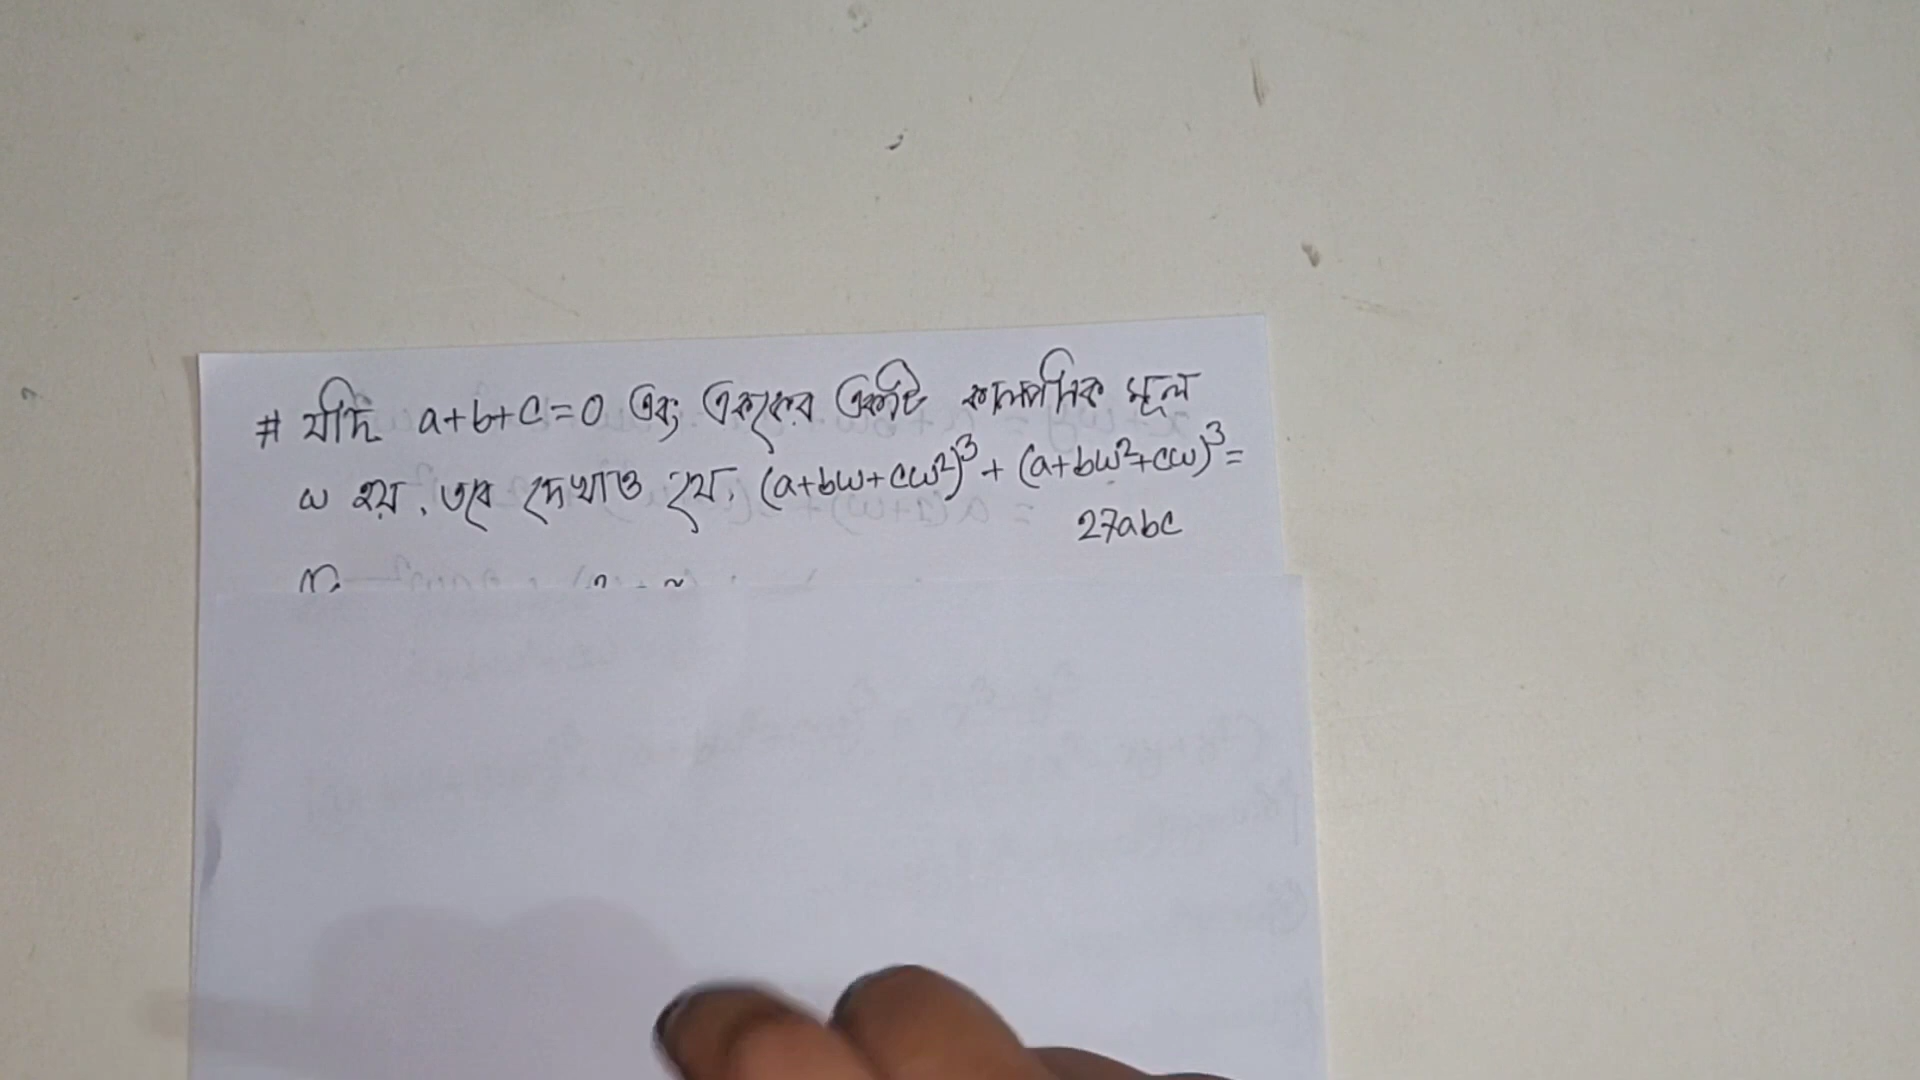 # যদি a+b+c=0 এবং এককের একটি কাল্পনিক মূল
ω হয়, তবে দেখাও যে, (a+bω+cω²)³ + (a+bω²+cω)³ =
27abc